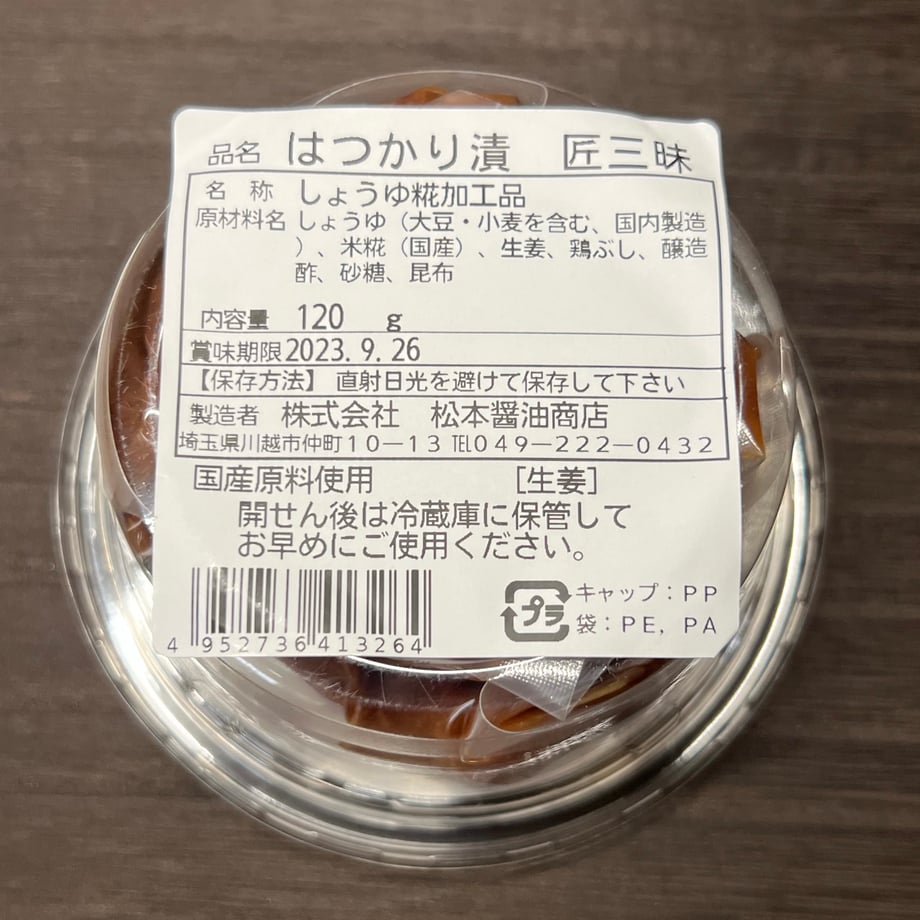 品名 はつかり漬 匠三昧
名 称 しょうゆ糀加工品
原材料名 しょうゆ（大豆・小麦を含む、国内製造
）、米糀（国産）、生姜、鶏ぶし、醸造
酢、砂糖、昆布
内容量 120 g
賞味期限 2023. 9. 26
【保存方法】 直射日光を避けて保存して下さい
製造者 株式会社 松本醤油商店
埼玉県川越市仲町10－13 ℡049－222－0432
国産原料使用 [生姜]
開せん後は冷蔵庫に保管して
お早めにご使用ください。
プラ キャップ：PP
袋：PE, PA
4 952736 413264